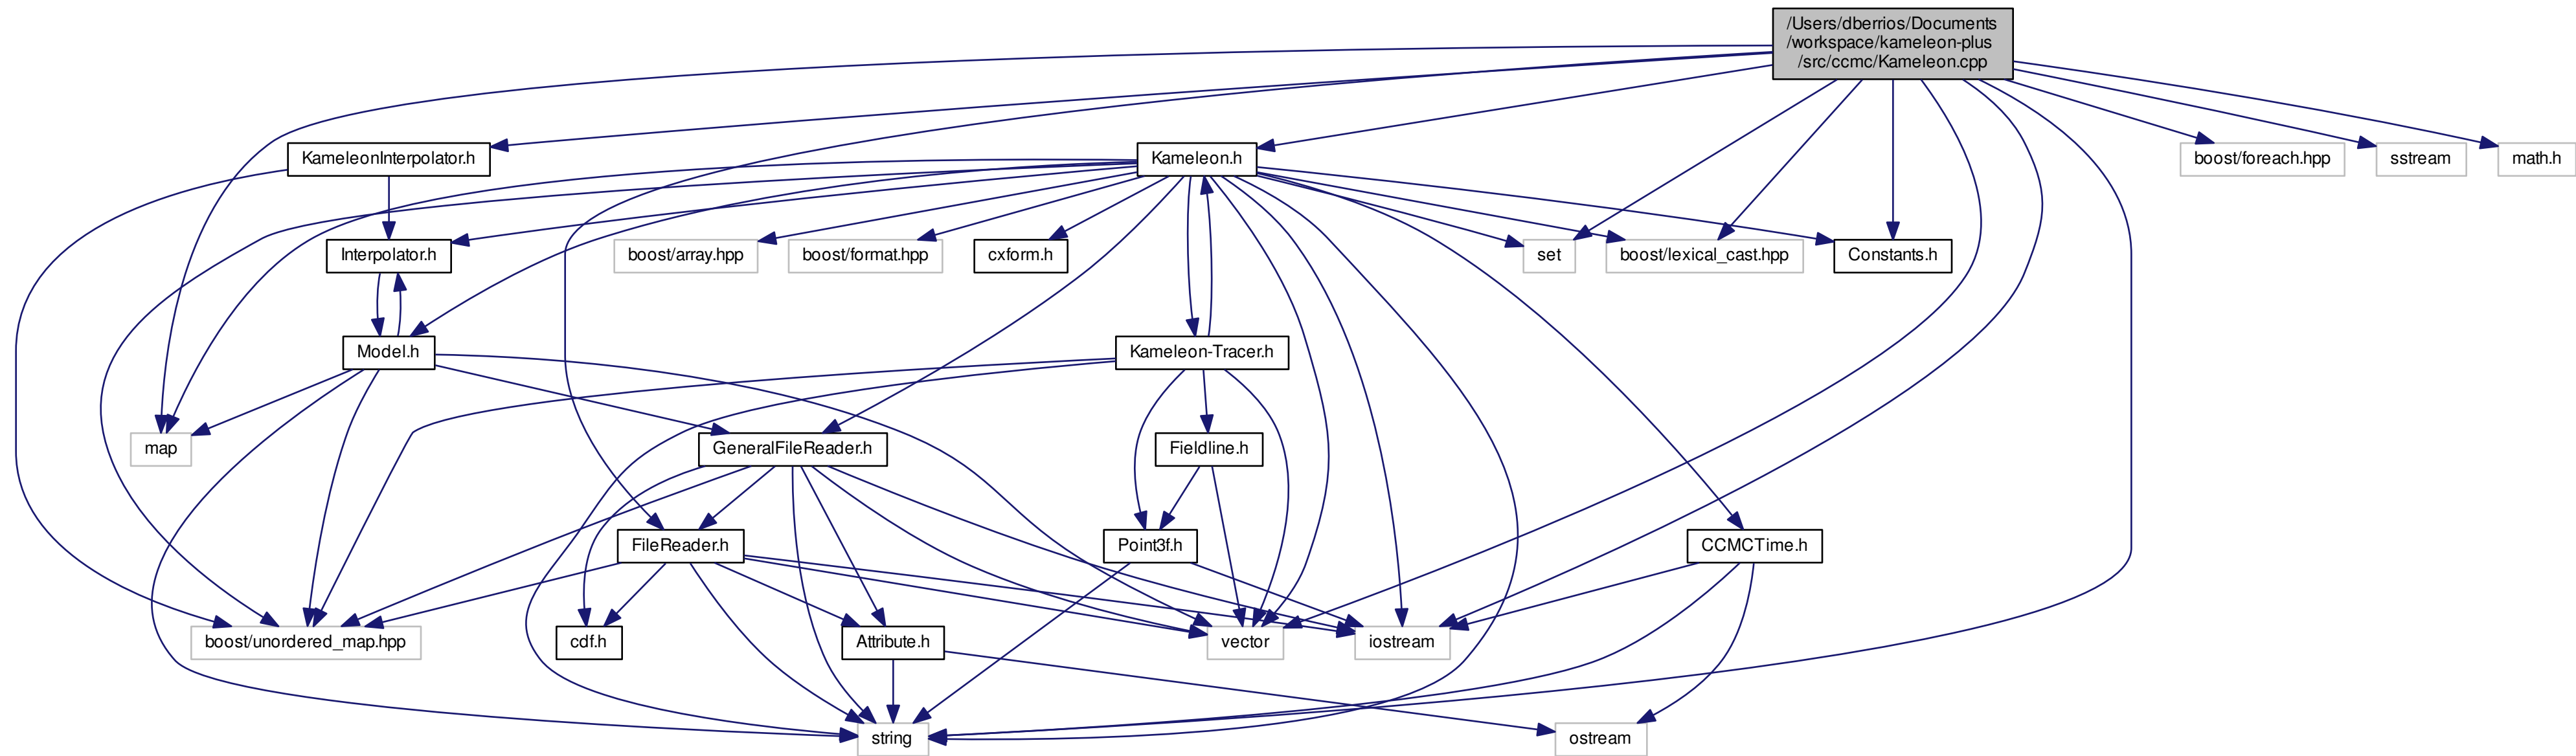 /Users/dberrios/Documents
/workspace/kameleon-plus
/src/ccmc/Kameleon.cpp
KameleonInterpolator.h
Kameleon.h
boost/foreach.hpp
sstream
math.h
Interpolator.h
boost/array.hpp
boost/format.hpp
cxform.h
set
boost/lexical_cast.hpp
Constants.h
Model.h
Kameleon-Tracer.h
map
GeneralFileReader.h
Fieldline.h
FileReader.h
Point3f.h
CCMCTime.h
boost/unordered_map.hpp
cdf.h
Attribute.h
vector
iostream
string
ostream